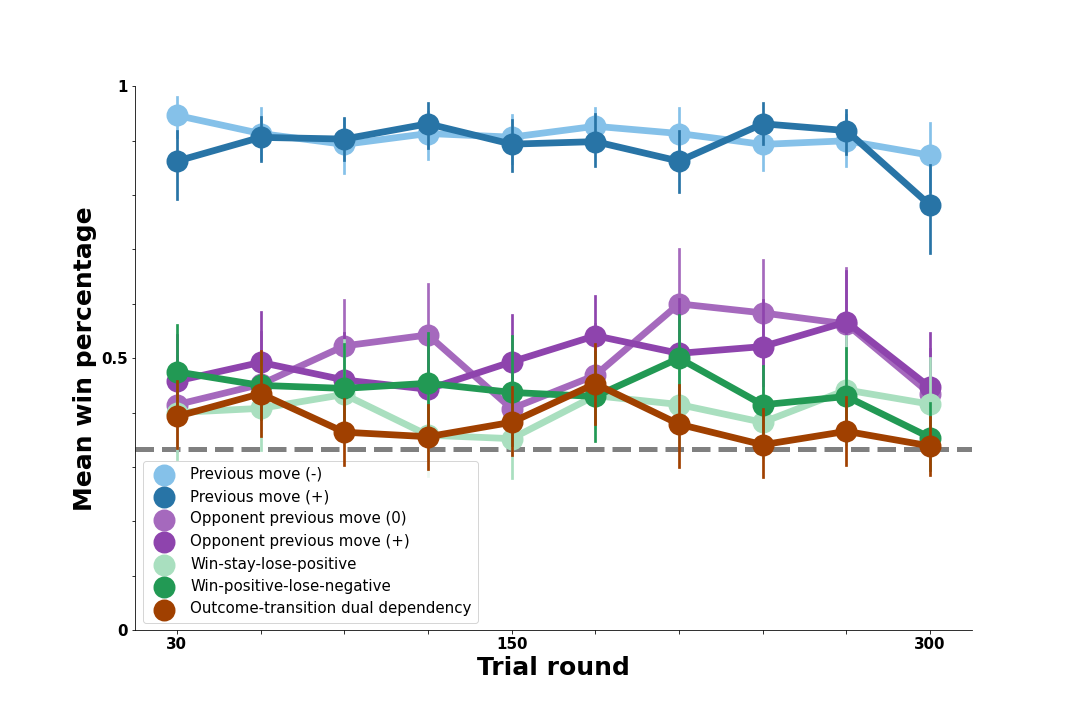 1
0.5
0
Mean win percentage
Previous move (-)
Previous move (+)
Opponent previous move (0)
Opponent previous move (+)
Win-stay-lose-positive
Win-positive-lose-negative
Outcome-transition dual dependency
30
150
300
Trial round